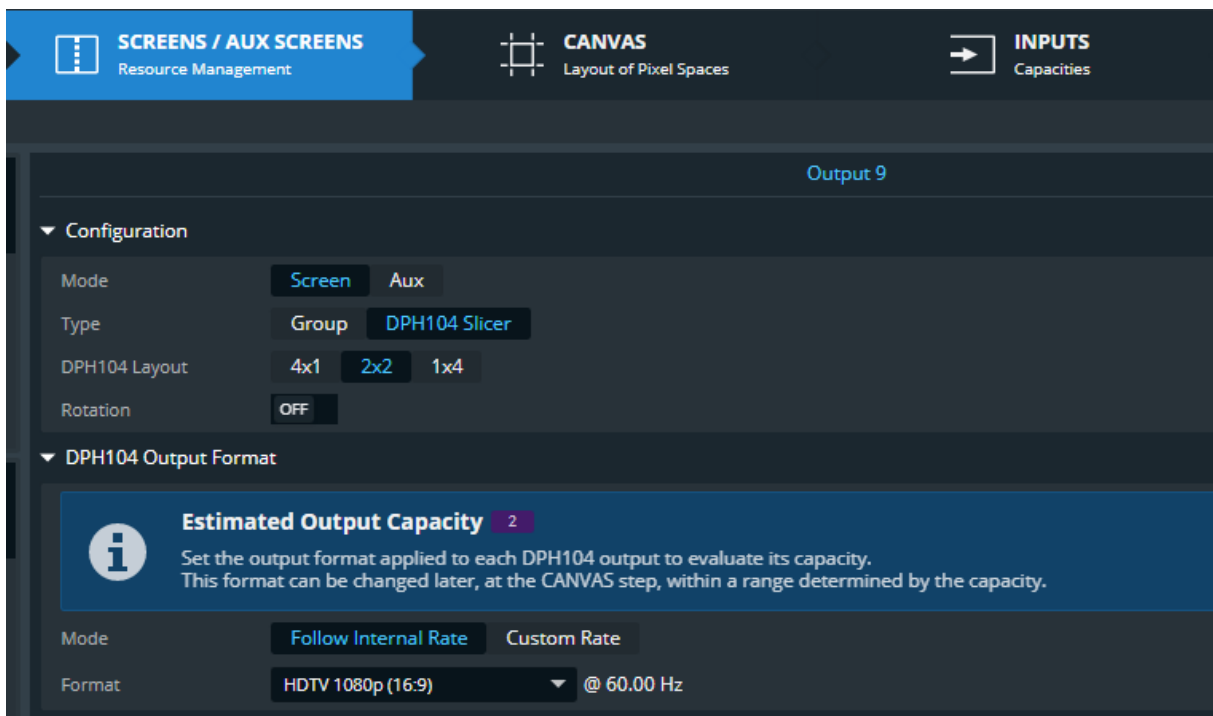 SCREENS / AUX SCREENS
Resource Management
CANVAS
Layout of Pixel Spaces
INPUTS
Capacities
Output 9
Configuration
Mode Screen Aux
Type Group DPH104 Slicer
DPH104 Layout 4x1 2x2 1x4
Rotation OFF
DPH104 Output Format
Estimated Output Capacity 2
Set the output format applied to each DPH104 output to evaluate its capacity.
This format can be changed later, at the CANVAS step, within a range determined by the capacity.
Mode Follow Internal Rate Custom Rate
Format HDTV 1080p (16:9) @ 60.00 Hz